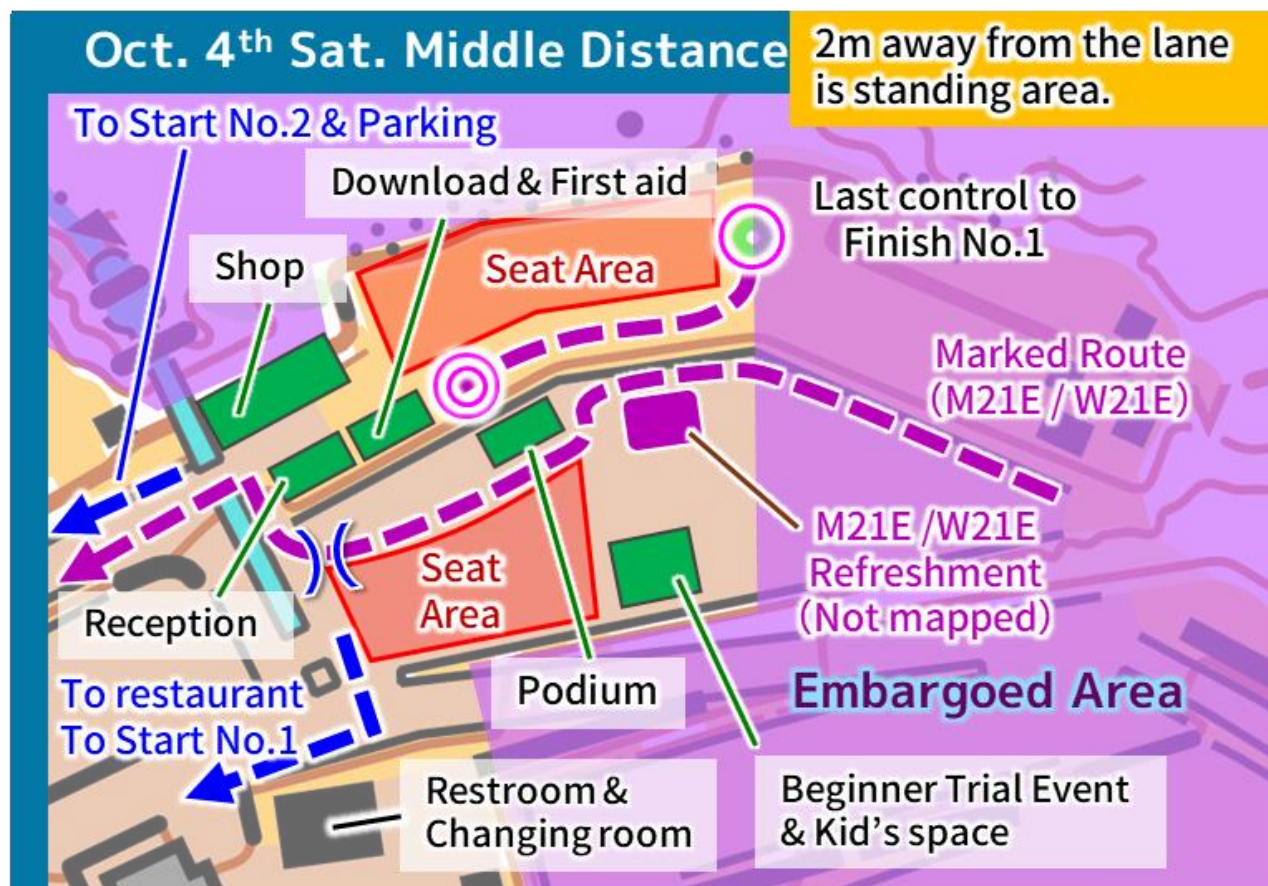 Oct. 4th Sat. Middle Distance
2m away from the lane
is standing area.
To Start No.2 & Parking
Download & First aid
Last control to
Finish No.1
Shop
Seat Area
Marked Route
(M21E / W21E)
M21E /W21E
Refreshment
(Not mapped)
Seat
Area
Reception
Podium
Embargoed Area
To restaurant
To Start No.1
Restroom &
Changing room
Beginner Trial Event
& Kid's space